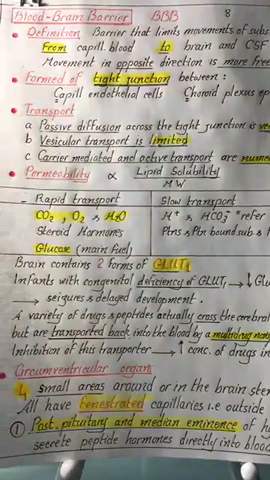 Blood-Brain Barrier BBB 8
• Definition Barrier that limits movements of subs
From capill. blood to brain and CSF
Movement in opposite direction is more free
• Formed of tight junction between:
Capill endothelial cells Choroid plexus ep
• Transport
a Passive diffusion across the tight junction is ve
b Vesicular transport is limited
c Carrier mediated and active transport are nume
• Permeability ∝ Lipid Solubility
MW
- Rapid transport Slow transport
CO₂, O₂ & H₂O H⁺ & HCO₃⁻ *refer
Steroid Hormones Ptns & Ptn bound sub & H
Glucose (main fuel)
Brain contains 2 forms of GLUT1
Infants with congenital deficiency of GLUT1 → ↓ Glu
→ seizures & delayed development.
A variety of drugs & peptides actually cross the cerebral
but are transported back into the blood by a multidrug non
Inhibition of this transporter → ↑ conc. of drugs in
• Circumventricular organs
4 small areas around or in the brain ste
All have fenestrated capillaries i.e outside
① Post. pituitary and median eminence of h
secrete peptide hormones directly into blood